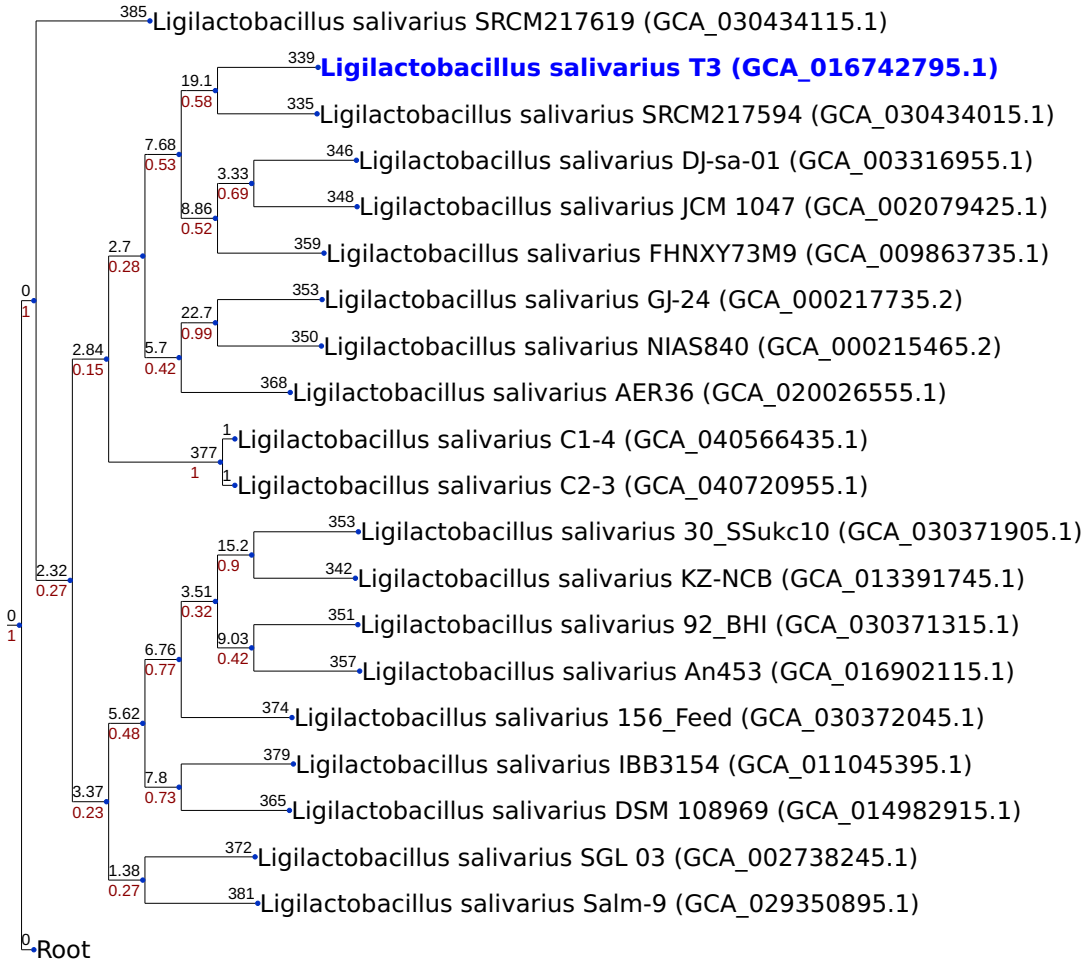 385 Ligilactobacillus salivarius SRCM217619 (GCA_030434115.1)
339 Ligilactobacillus salivarius T3 (GCA_016742795.1)
19.1
0.58
335 Ligilactobacillus salivarius SRCM217594 (GCA_030434015.1)
7.68
0.53
346 Ligilactobacillus salivarius DJ-sa-01 (GCA_003316955.1)
3.33
0.69
348 Ligilactobacillus salivarius JCM 1047 (GCA_002079425.1)
8.86
0.52
359 Ligilactobacillus salivarius FHNXY73M9 (GCA_009863735.1)
2.7
0.28
0
1
353 Ligilactobacillus salivarius GJ-24 (GCA_000217735.2)
22.7
0.99
350 Ligilactobacillus salivarius NIAS840 (GCA_000215465.2)
2.84
0.15
5.7
0.42
368 Ligilactobacillus salivarius AER36 (GCA_020026555.1)
1 Ligilactobacillus salivarius C1-4 (GCA_040566435.1)
377
1
1 Ligilactobacillus salivarius C2-3 (GCA_040720955.1)
353 Ligilactobacillus salivarius 30_SSukc10 (GCA_030371905.1)
15.2
0.9
342 Ligilactobacillus salivarius KZ-NCB (GCA_013391745.1)
2.32
0.27
3.51
0.32
351 Ligilactobacillus salivarius 92_BHI (GCA_030371315.1)
0
1
9.03
0.42
357 Ligilactobacillus salivarius An453 (GCA_016902115.1)
6.76
0.77
374 Ligilactobacillus salivarius 156_Feed (GCA_030372045.1)
5.62
0.48
379 Ligilactobacillus salivarius IBB3154 (GCA_011045395.1)
7.8
0.73
3.37
0.23
365 Ligilactobacillus salivarius DSM 108969 (GCA_014982915.1)
372 Ligilactobacillus salivarius SGL 03 (GCA_002738245.1)
1.38
0.27
381 Ligilactobacillus salivarius Salm-9 (GCA_029350895.1)
0 Root